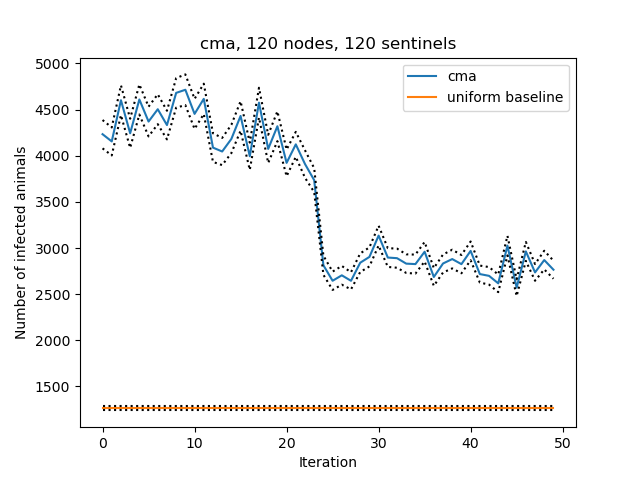 cma, 120 nodes, 120 sentinels
cma
uniform baseline
Number of infected animals
5000
4500
4000
3500
3000
2500
2000
1500
0 10 20 30 40 50
Iteration